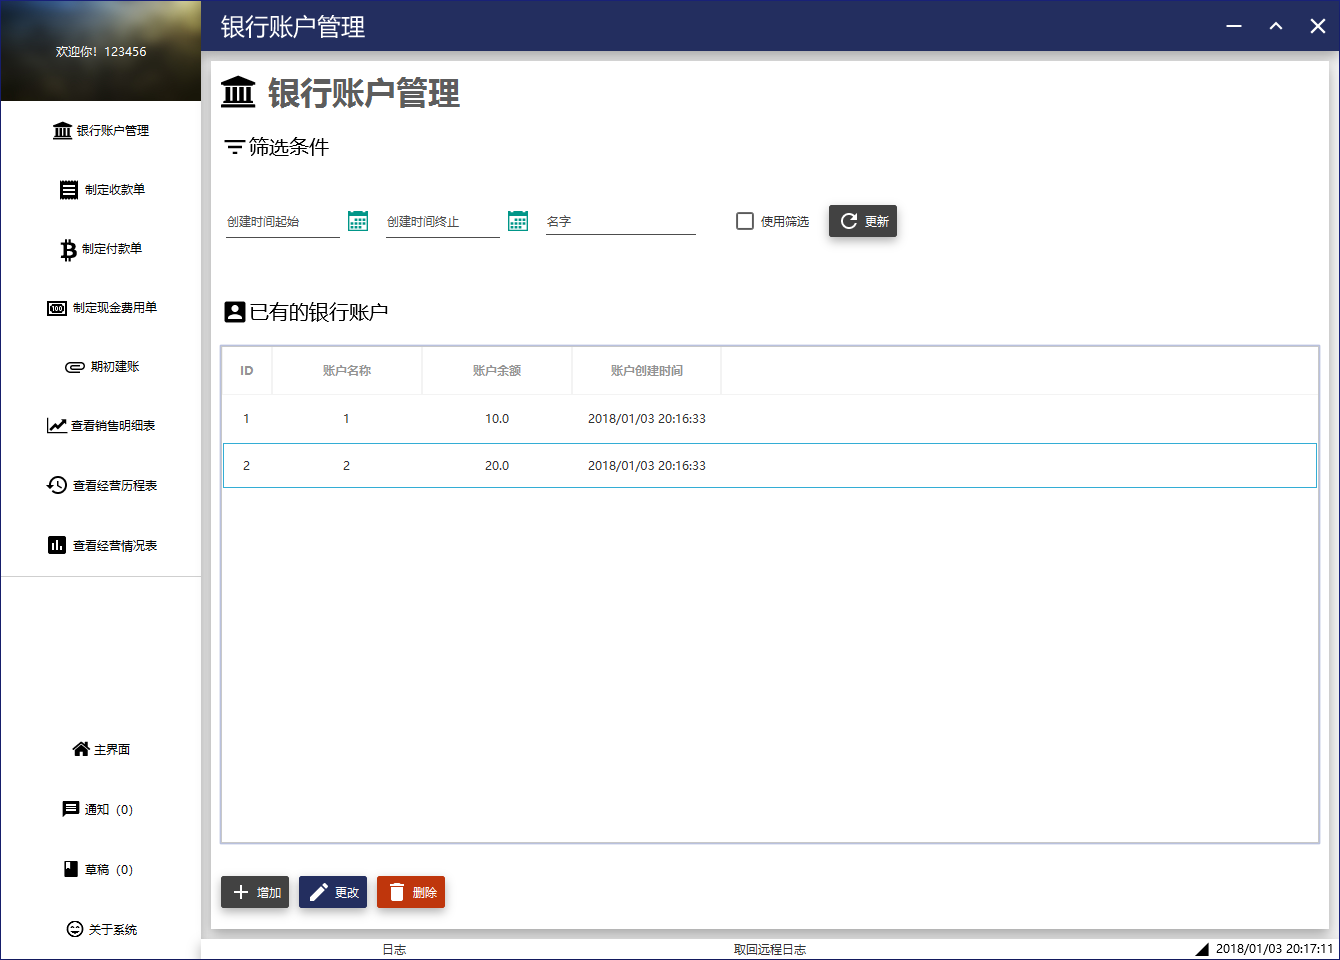 欢迎你！123456
银行账户管理
制定收款单
制定付款单
制定现金费用单
期初建账
查看销售明细表
查看经营历程表
查看经营情况表
主界面
通知（0）
草稿（0）
关于系统
银行账户管理
银行账户管理
筛选条件
创建时间起始 创建时间终止 名字 使用筛选 更新
已有的银行账户
ID 账户名称 账户余额 账户创建时间
1 1 10.0 2018/01/03 20:16:33
2 2 20.0 2018/01/03 20:16:33
增加 更改 删除
日志 取回远程日志 2018/01/03 20:17:11